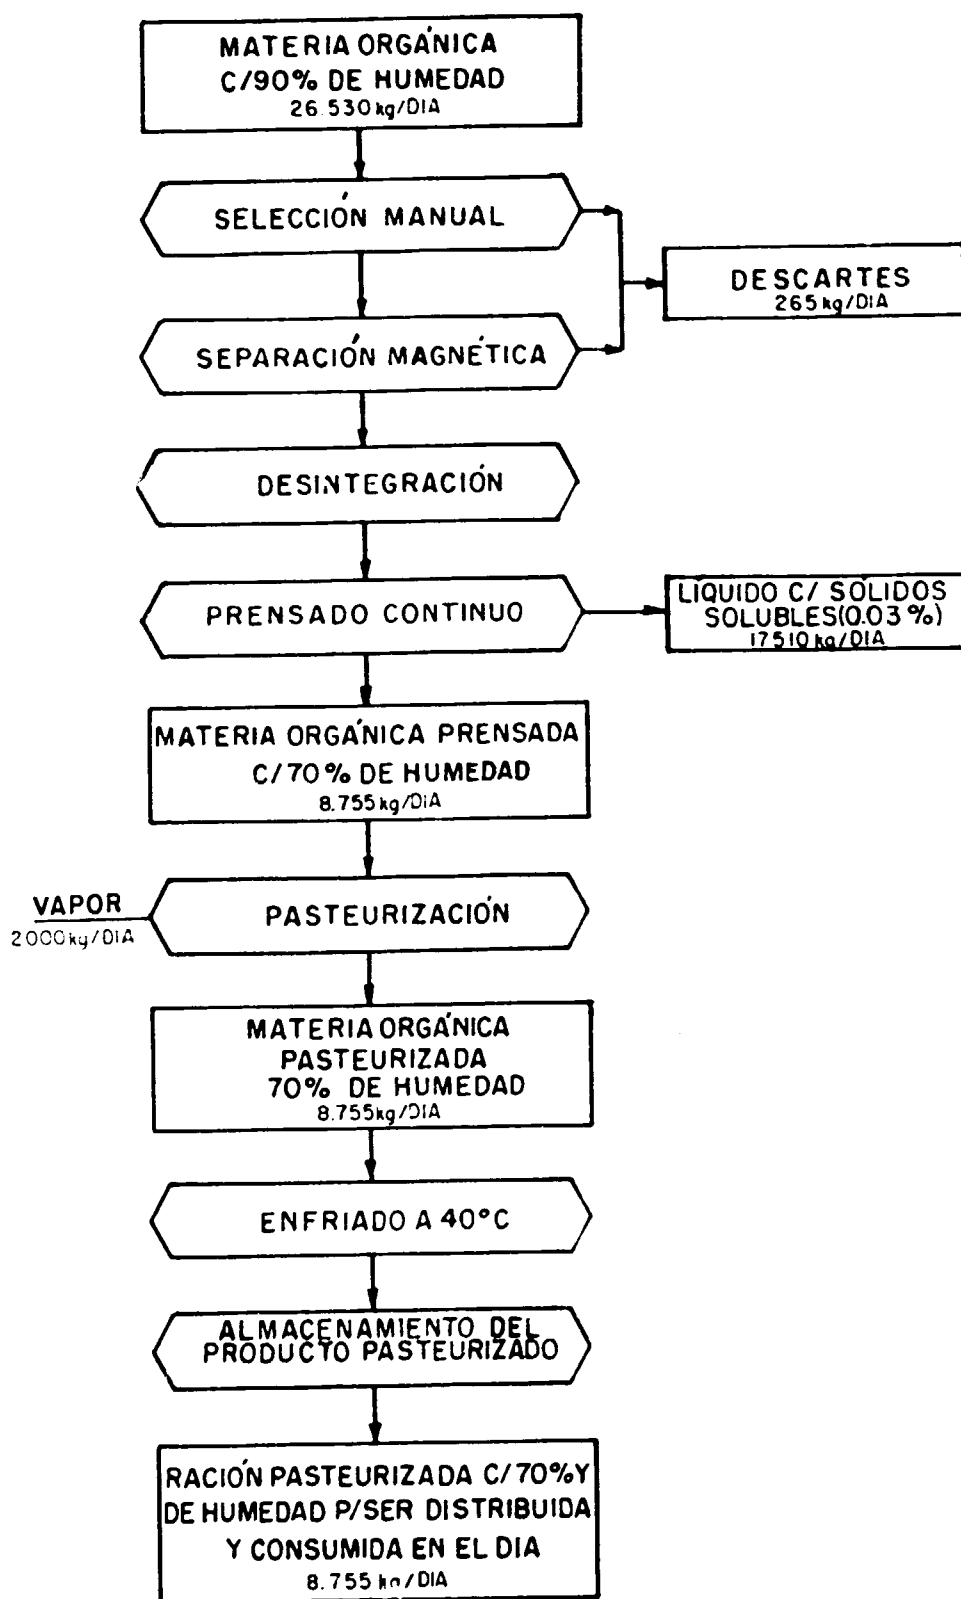 MATERIA ORGÁNICA
C/90% DE HUMEDAD
26.530 kg/DIA
SELECCIÓN MANUAL
DESCARTES
265 kg/DIA
SEPARACIÓN MAGNÉTICA
DESINTEGRACIÓN
PRENSADO CONTINUO
LÍQUIDO C/ SÓLIDOS
SOLUBLES (0.03%)
17510 kg/DIA
MATERIA ORGÁNICA PRENSADA
C/70% DE HUMEDAD
8.755 kg/DIA
VAPOR
2000 kg/DIA
PASTEURIZACIÓN
MATERIA ORGÁNICA
PASTEURIZADA
70% DE HUMEDAD
8.755 kg/DIA
ENFRIADO A 40°C
ALMACENAMIENTO DEL
PRODUCTO PASTEURIZADO
RACIÓN PASTEURIZADA C/70% Y
DE HUMEDAD P/SER DISTRIBUIDA
Y CONSUMIDA EN EL DIA
8.755 kg/DIA